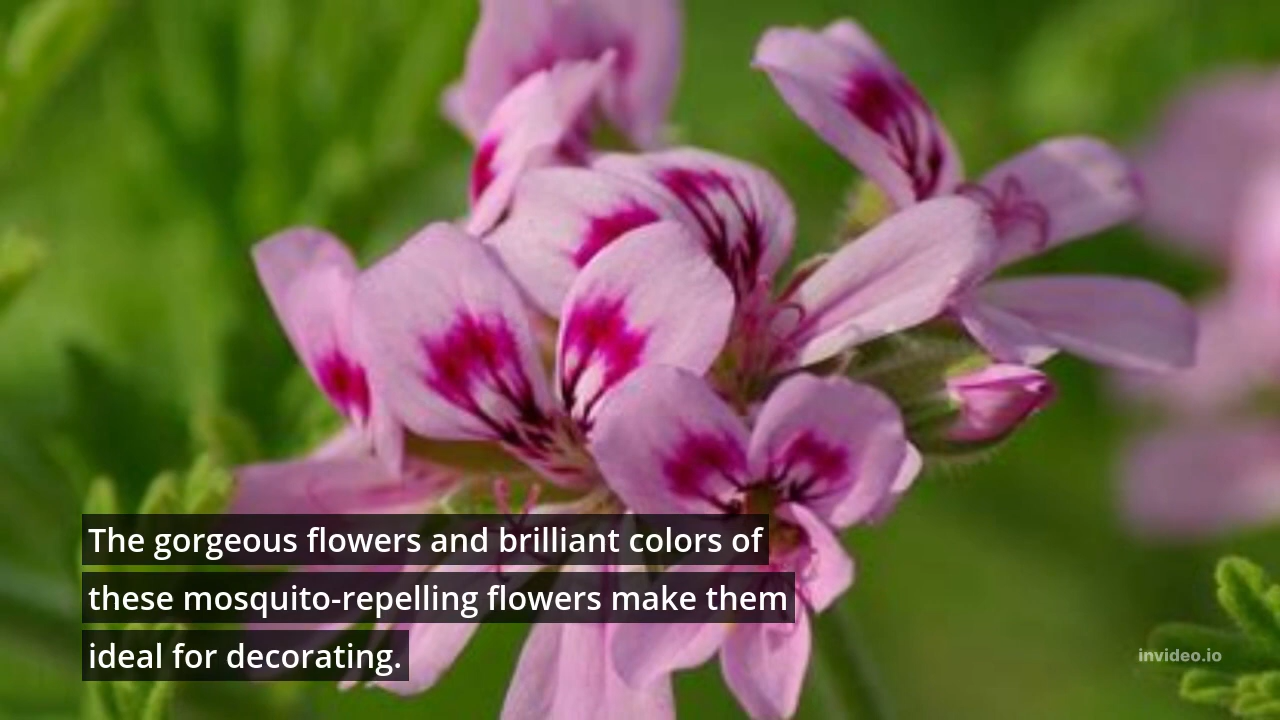 The gorgeous flowers and brilliant colors of
these mosquito-repelling flowers make them
ideal for decorating.
invideo.io